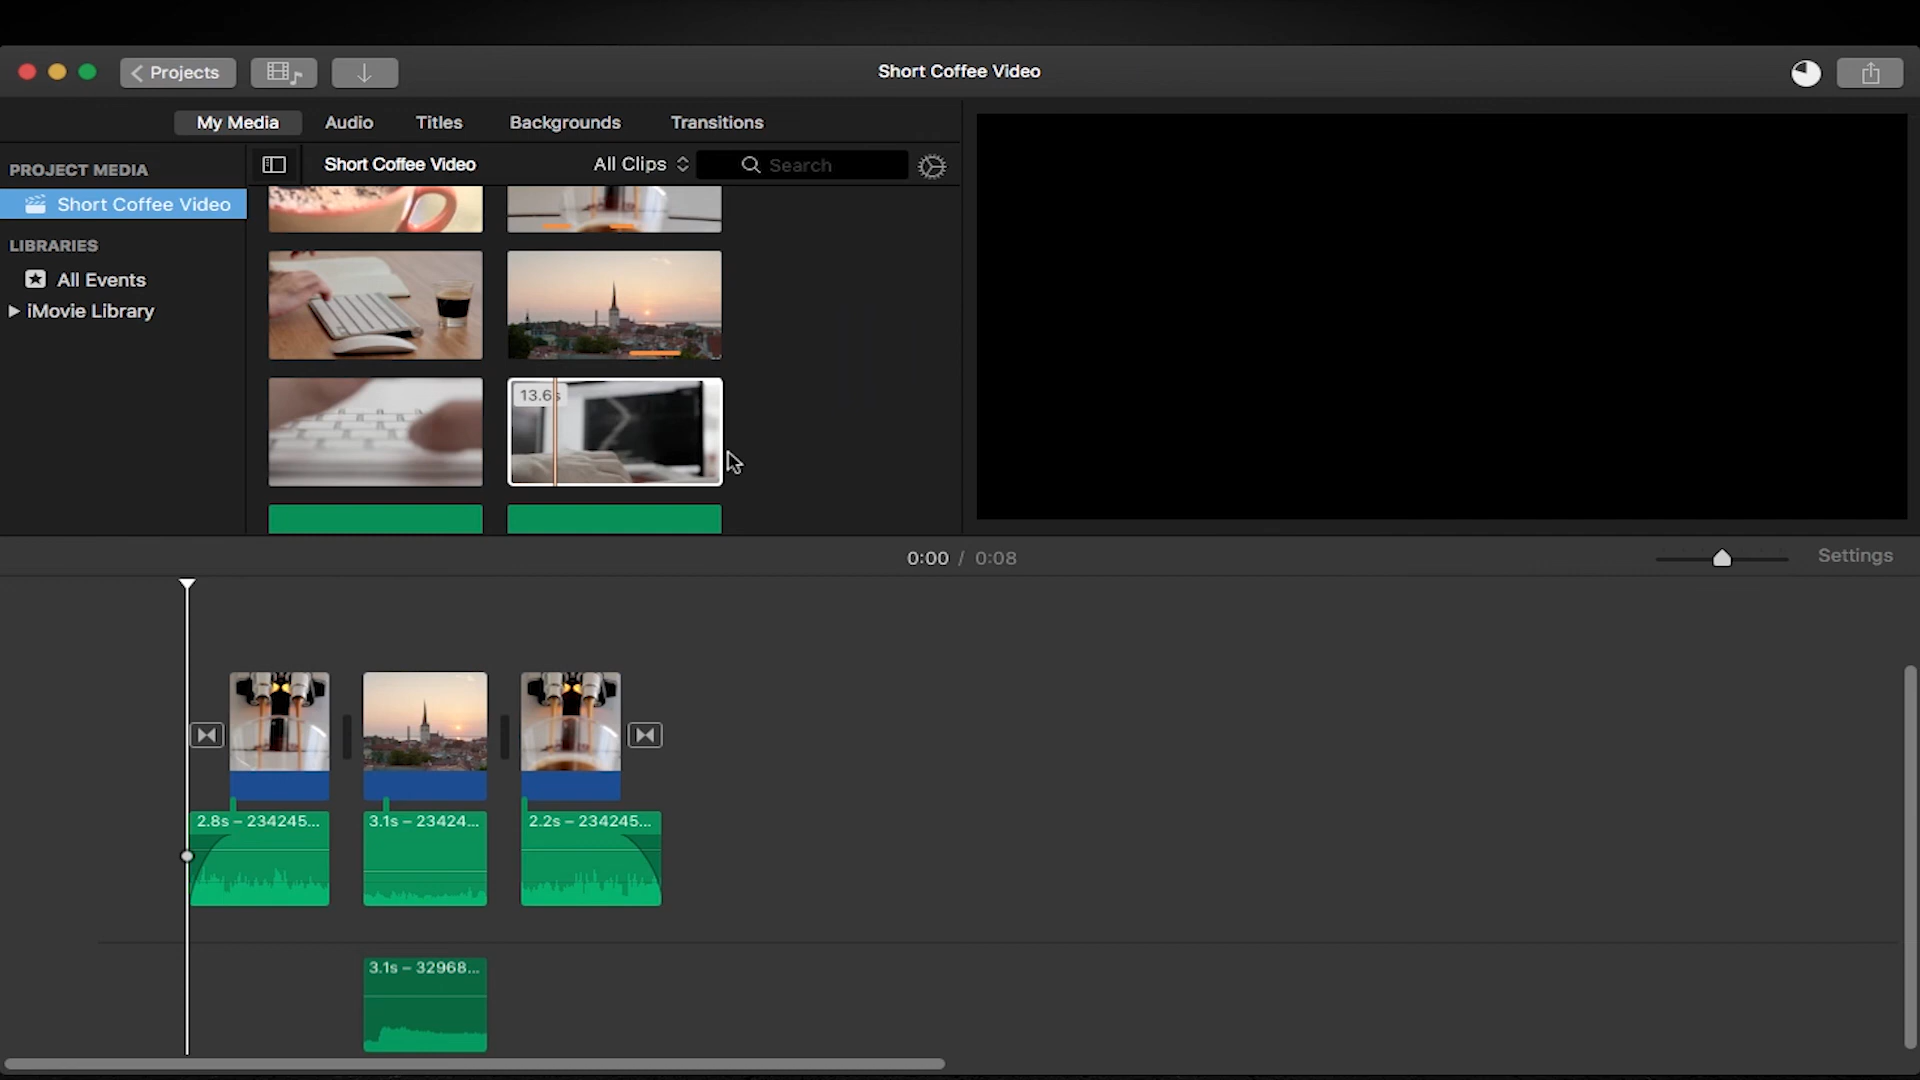 Projects
Short Coffee Video
My Media
Audio
Titles
Backgrounds
Transitions
PROJECT MEDIA
Short Coffee Video
LIBRARIES
All Events
iMovie Library
Short Coffee Video
All Clips
Search
13.6s
0:00 / 0:08
Settings
2.8s – 234245...
3.1s – 23424...
2.2s – 234245...
3.1s – 32968...